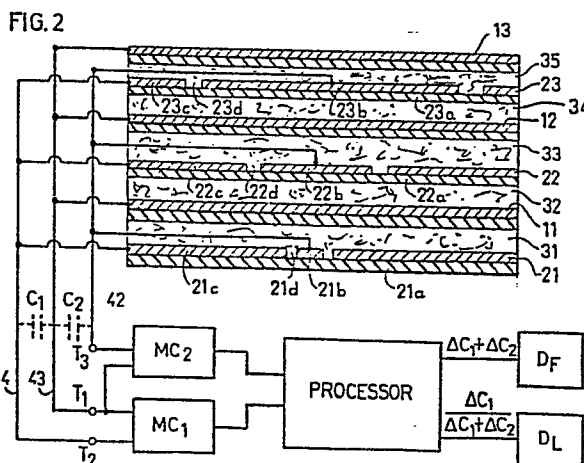 FIG. 2
13
35
23
34
23c 23d 23b 23a
12
33
22
22c 22d 22b 22a
32
11
31
21
21c 21d 21b 21a
C1 C2 42
T3
MC2
ΔC1+ΔC2
DF
PROCESSOR
4 43 T1
MC1
ΔC1
ΔC1+ΔC2
DL
T2